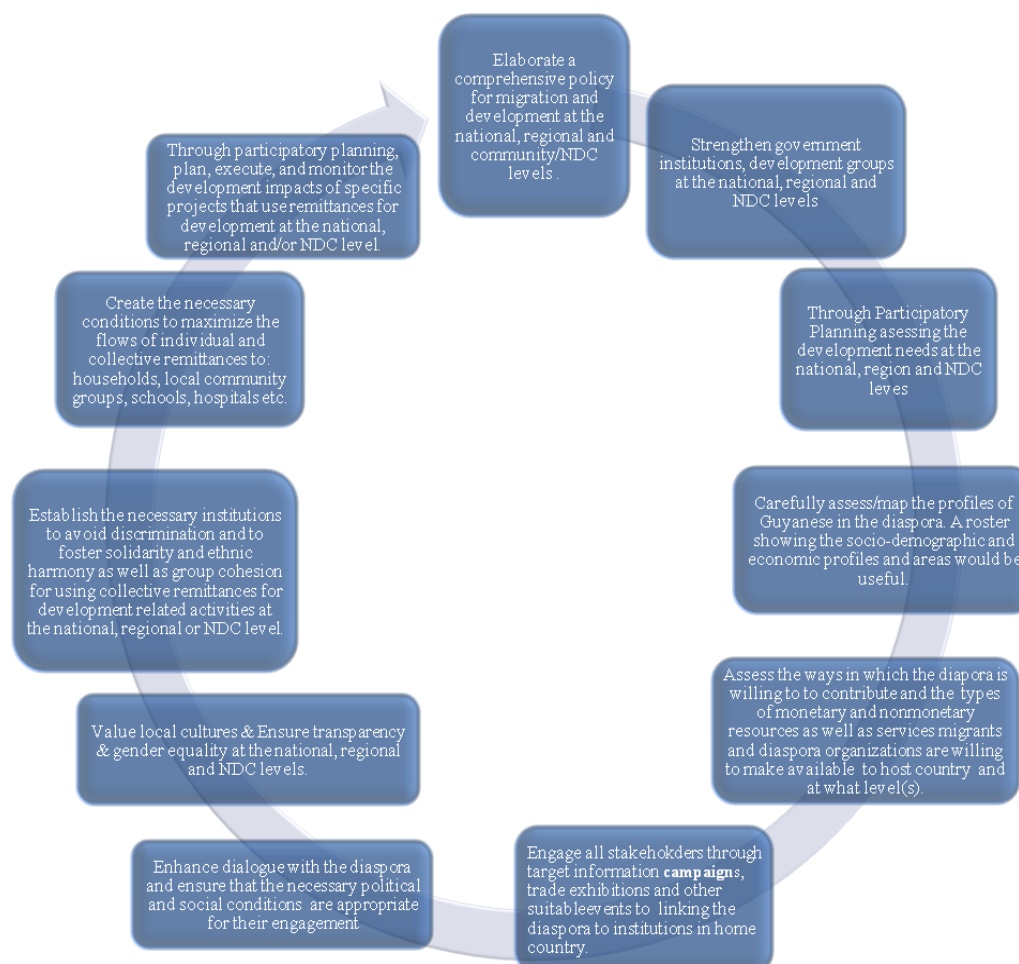 Elaborate a
comprehensive policy
for migration and
development at the
national, regional and
community/NDC
levels .
Strengthen government
institutions, development groups
at the national, regional and
NDC levels
Through Participatory
Planning asessing the
development needs at the
national, region and NDC
leves
Carefully assess/map the profiles of
Guyanese in the diaspora. A roster
showing the socio-demographic and
economic profiles and areas would be
useful.
Assess the ways in which the diapora is
willing to to contribute and the types
of monetary and nonmonetary
resources as well as services migrants
and diaspora organizations are willing
to make available to host country and
at what level(s).
Engage all stakehokders through
target information campaigns,
trade exhibitions and other
suitableevents to linking the
diaspora to institutions in home
country.
Enhance dialogue with the diaspora
and ensure that the necessary political
and social conditions are appropriate
for their engagement
Value local cultures & Ensure transparency
& gender equality at the national, regional
and NDC levels.
Establish the necessary institutions
to avoid discrimination and to
foster solidarity and ethnic
harmony as well as group cohesion
for using collective remittances for
development related activities at
the national, regional or NDC level.
Create the necessary
conditions to maximize the
flows of individual and
collective remittances to:
households, local community
groups, schools, hospitals etc.
Through participatory planning,
plan, execute, and monitor the
development impacts of specific
projects that use remittances for
development at the national,
regional and/or NDC level.